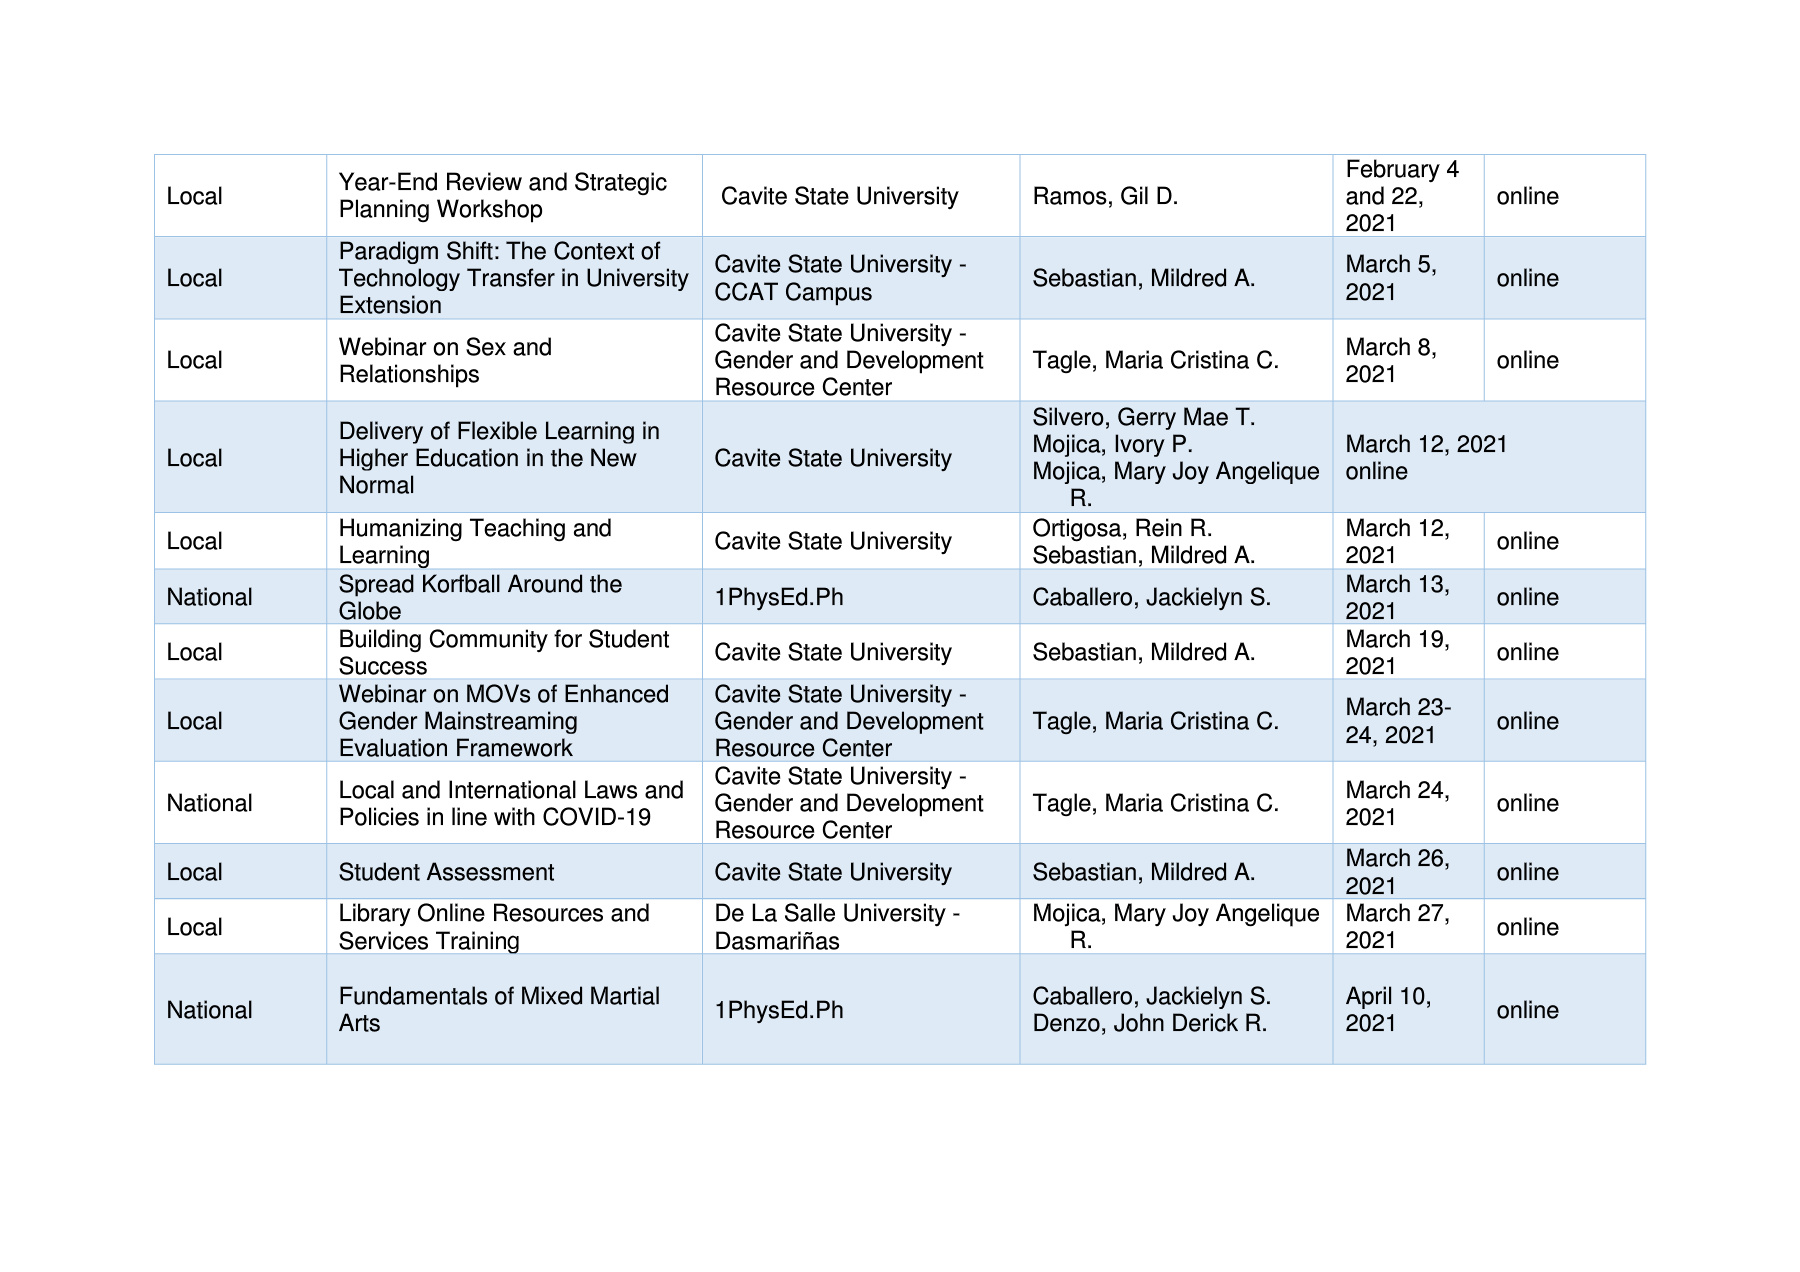 Local
Year-End Review and Strategic
Planning Workshop
Cavite State University
Ramos, Gil D.
February 4
and 22,
2021
online
Local
Paradigm Shift: The Context of
Technology Transfer in University
Extension
Cavite State University -
CCAT Campus
Sebastian, Mildred A.
March 5,
2021
online
Local
Webinar on Sex and
Relationships
Cavite State University -
Gender and Development
Resource Center
Tagle, Maria Cristina C.
March 8,
2021
online
Local
Delivery of Flexible Learning in
Higher Education in the New
Normal
Cavite State University
Silvero, Gerry Mae T.
Mojica, Ivory P.
Mojica, Mary Joy Angelique
R.
March 12, 2021
online
Local
Humanizing Teaching and
Learning
Cavite State University
Ortigosa, Rein R.
Sebastian, Mildred A.
March 12,
2021
online
National
Spread Korfball Around the
Globe
1PhysEd.Ph
Caballero, Jackielyn S.
March 13,
2021
online
Local
Building Community for Student
Success
Cavite State University
Sebastian, Mildred A.
March 19,
2021
online
Local
Webinar on MOVs of Enhanced
Gender Mainstreaming
Evaluation Framework
Cavite State University -
Gender and Development
Resource Center
Tagle, Maria Cristina C.
March 23-
24, 2021
online
National
Local and International Laws and
Policies in line with COVID-19
Cavite State University -
Gender and Development
Resource Center
Tagle, Maria Cristina C.
March 24,
2021
online
Local
Student Assessment
Cavite State University
Sebastian, Mildred A.
March 26,
2021
online
Local
Library Online Resources and
Services Training
De La Salle University -
Dasmariñas
Mojica, Mary Joy Angelique
R.
March 27,
2021
online
National
Fundamentals of Mixed Martial
Arts
1PhysEd.Ph
Caballero, Jackielyn S.
Denzo, John Derick R.
April 10,
2021
online